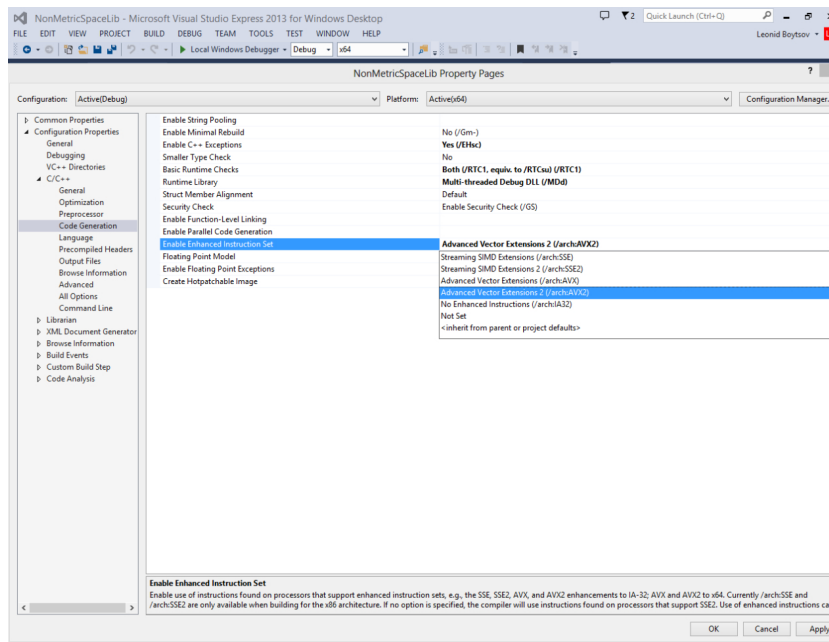 NonMetricSpaceLib - Microsoft Visual Studio Express 2013 for Windows Desktop
2
Quick Launch (Ctrl+Q)
FILE EDIT VIEW PROJECT BUILD DEBUG TEAM TOOLS TEST WINDOW HELP
Leonid Boytsov
Local Windows Debugger Debug x64
NonMetricSpaceLib Property Pages
?
Configuration: Active(Debug) Platform: Active(x64) Configuration Manager.
Common Properties
Configuration Properties
General
Debugging
VC++ Directories
C/C++
General
Optimization
Preprocessor
Code Generation
Language
Precompiled Headers
Output Files
Browse Information
Advanced
All Options
Command Line
Librarian
XML Document Generator
Browse Information
Build Events
Custom Build Step
Code Analysis
Enable String Pooling
Enable Minimal Rebuild No (/Gm-)
Enable C++ Exceptions Yes (/EHsc)
Smaller Type Check No
Basic Runtime Checks Both (/RTC1, equiv. to /RTCsu) (/RTC1)
Runtime Library Multi-threaded Debug DLL (/MDd)
Struct Member Alignment Default
Security Check Enable Security Check (/GS)
Enable Function-Level Linking
Enable Parallel Code Generation
Enable Enhanced Instruction Set Advanced Vector Extensions 2 (/arch:AVX2)
Floating Point Model
Enable Floating Point Exceptions
Create Hotpatchable Image
Streaming SIMD Extensions (/arch:SSE)
Streaming SIMD Extensions 2 (/arch:SSE2)
Advanced Vector Extensions (/arch:AVX)
Advanced Vector Extensions 2 (/arch:AVX2)
No Enhanced Instructions (/arch:IA32)
Not Set
<inherit from parent or project defaults>
Enable Enhanced Instruction Set
Enable use of instructions found on processors that support enhanced instruction sets, e.g., the SSE, SSE2, AVX, and AVX2 enhancements to IA-32; AVX and AVX2 to x64. Currently /arch:SSE and
/arch:SSE2 are only available when building for the x86 architecture. If no option is specified, the compiler will use instructions found on processors that support SSE2. Use of enhanced instructions ca
OK Cancel Apply